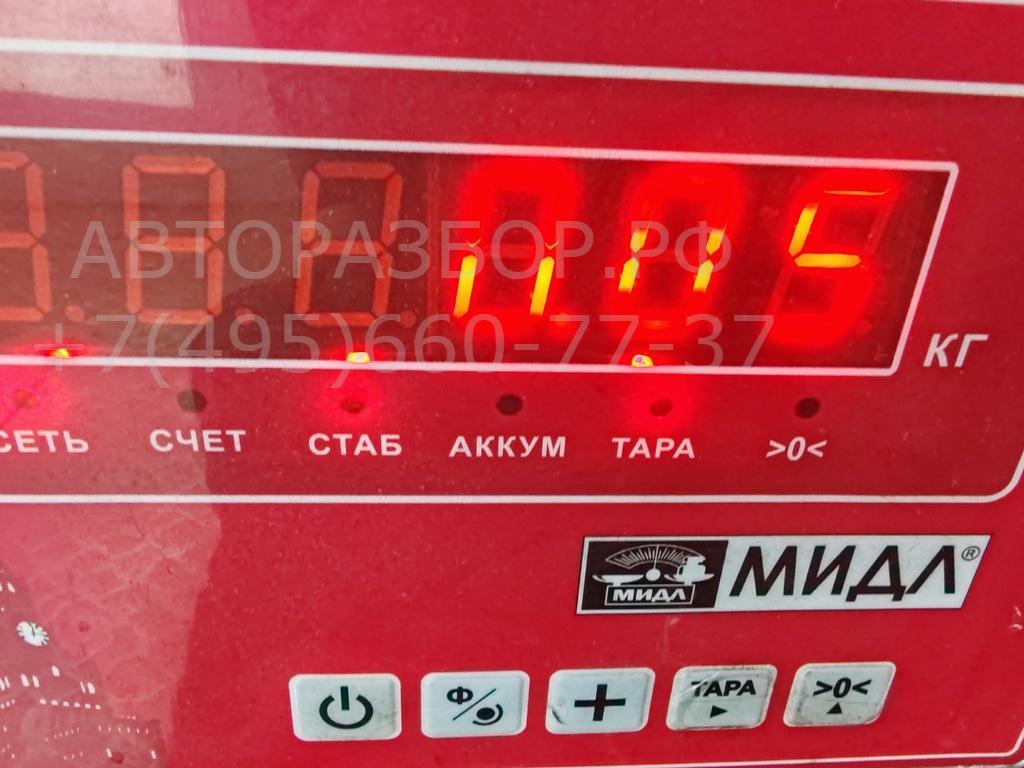 АВТОРАЗБОР.РФ
+7(495)660-77-37
КГ
СЕТЬ СЧЕТ СТАБ АККУМ ТАРА >0<
МИДЛ МИДЛ®
Ф ТАРА >0<